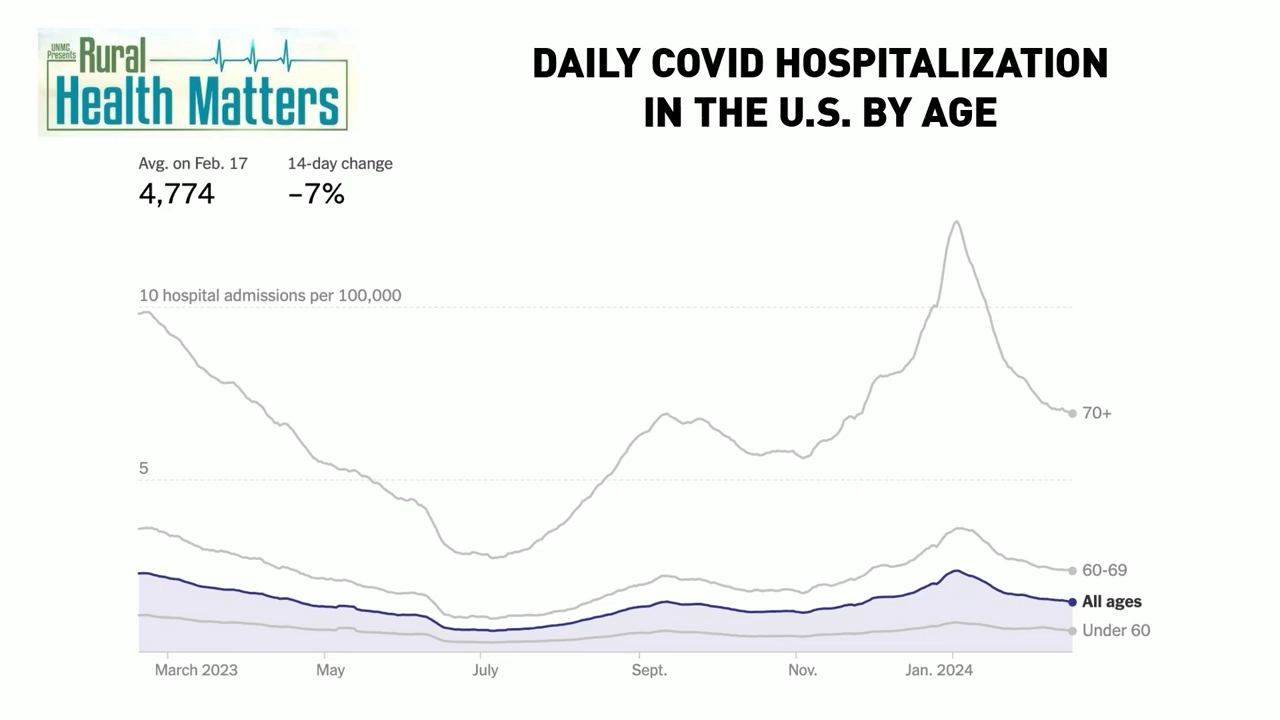 UNMC
Presents
Rural
Health Matters
DAILY COVID HOSPITALIZATION
IN THE U.S. BY AGE
Avg. on Feb. 17
14-day change
4,774
–7%
10 hospital admissions per 100,000
5
70+
60-69
All ages
Under 60
March 2023
May
July
Sept.
Nov.
Jan. 2024